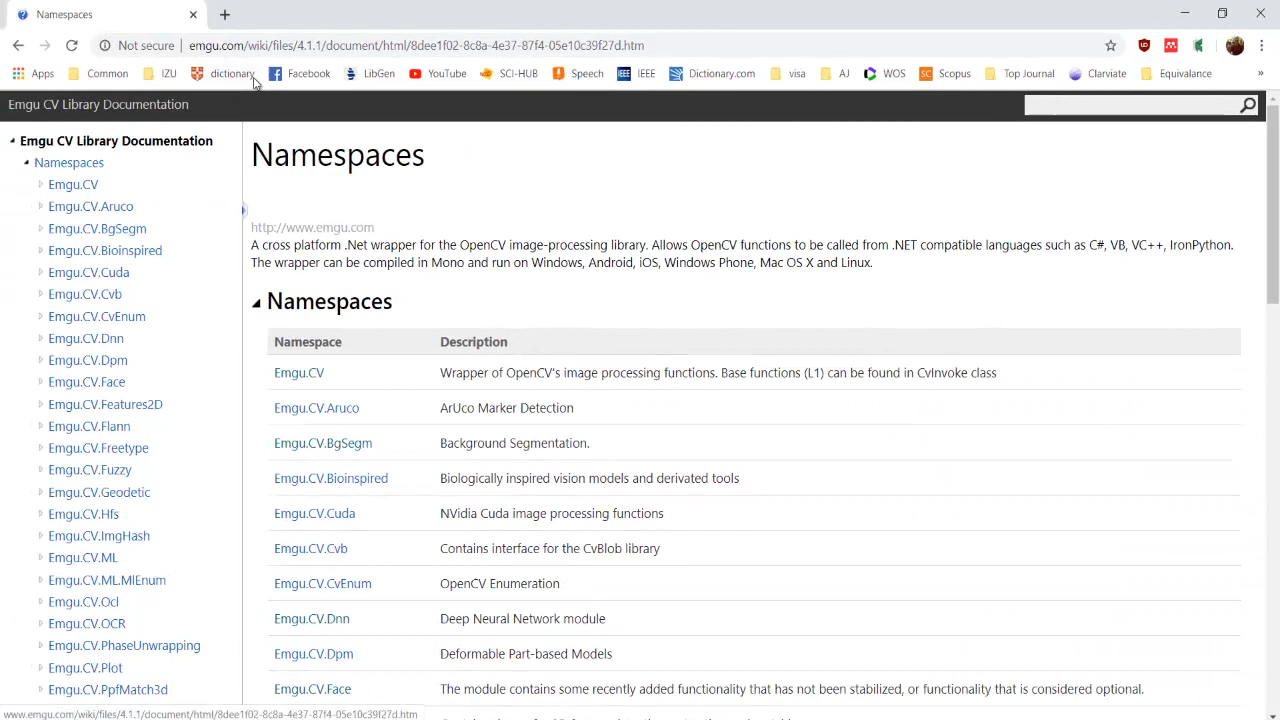 Namespaces
Not secure
emgu.com/wiki/files/4.1.1/document/html/8dee1f02-8c8a-4e37-87f4-05e10c39f27d.htm
Apps
Common
IZU
dictionary
Facebook
LibGen
YouTube
SCI-HUB
Speech
IEEE
Dictionary.com
visa
AJ
WOS
Scopus
Top Journal
Clarviate
Equivalance
»
Emgu CV Library Documentation
Emgu CV Library Documentation
Namespaces
Emgu.CV
Emgu.CV.Aruco
Emgu.CV.BgSegm
Emgu.CV.Bioinspired
Emgu.CV.Cuda
Emgu.CV.Cvb
Emgu.CV.CvEnum
Emgu.CV.Dnn
Emgu.CV.Dpm
Emgu.CV.Face
Emgu.CV.Features2D
Emgu.CV.Flann
Emgu.CV.Freetype
Emgu.CV.Fuzzy
Emgu.CV.Geodetic
Emgu.CV.Hfs
Emgu.CV.ImgHash
Emgu.CV.ML
Emgu.CV.ML.MlEnum
Emgu.CV.Ocl
Emgu.CV.OCR
Emgu.CV.PhaseUnwrapping
Emgu.CV.Plot
Emgu.CV.PpfMatch3d
Namespaces
http://www.emgu.com
A cross platform .Net wrapper for the OpenCV image-processing library. Allows OpenCV functions to be called from .NET compatible languages such as C#, VB, VC++, IronPython.
The wrapper can be compiled in Mono and run on Windows, Android, iOS, Windows Phone, Mac OS X and Linux.
Namespaces
Namespace Description
Emgu.CV Wrapper of OpenCV's image processing functions. Base functions (L1) can be found in CvInvoke class
Emgu.CV.Aruco ArUco Marker Detection
Emgu.CV.BgSegm Background Segmentation.
Emgu.CV.Bioinspired Biologically inspired vision models and derivated tools
Emgu.CV.Cuda NVidia Cuda image processing functions
Emgu.CV.Cvb Contains interface for the CvBlob library
Emgu.CV.CvEnum OpenCV Enumeration
Emgu.CV.Dnn Deep Neural Network module
Emgu.CV.Dpm Deformable Part-based Models
Emgu.CV.Face The module contains some recently added functionality that has not been stabilized, or functionality that is considered optional.
www.emgu.com/wiki/files/4.1.1/document/html/8dee1f02-8c8a-4e37-87f4-05e10c39f27d.htm